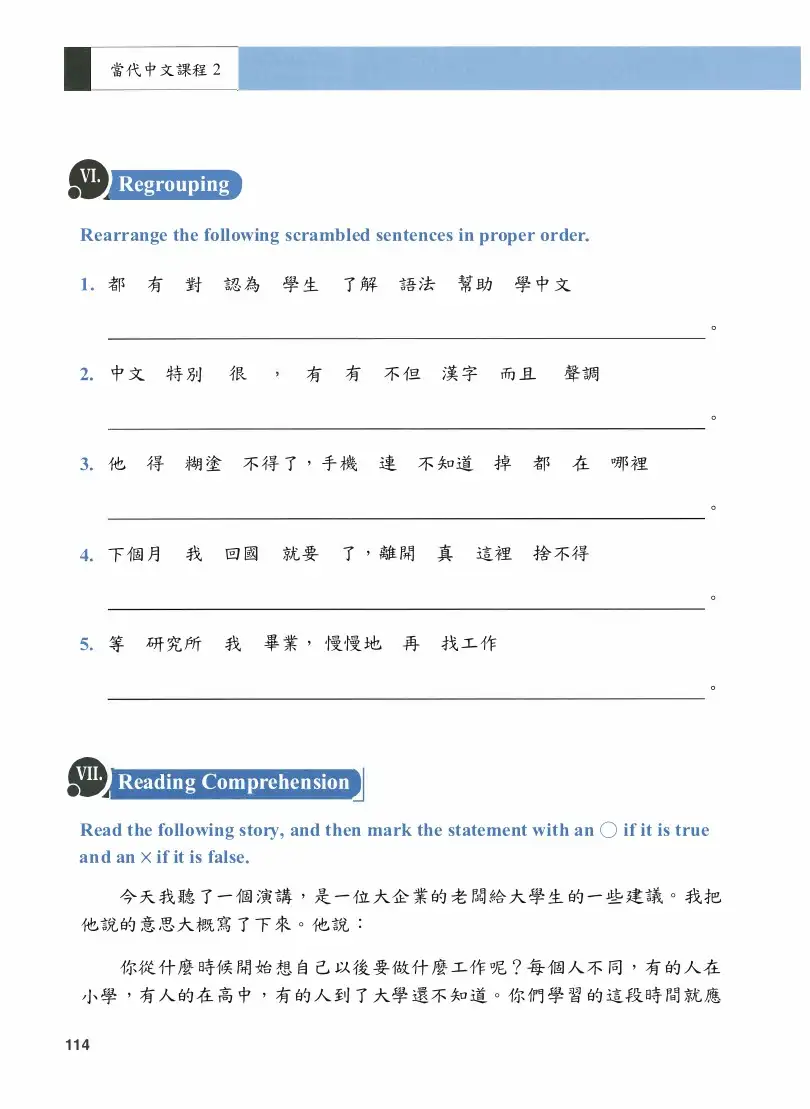 當代中文課程 2
VI. Regrouping
Rearrange the following scrambled sentences in proper order.
1. 都 有 對 認為 學生 了解 語法 幫助 學中文
。
2. 中文 特別 很 , 有 有 不但 漢字 而且 聲調
。
3. 他 得 糊塗 不得了,手機 連 不知道 掉 都 在 哪裡
。
4. 下個月 我 回國 就要 了,離開 真 這裡 捨不得
。
5. 等 研究所 我 畢業, 慢慢地 再 找工作
。
VII. Reading Comprehension
Read the following story, and then mark the statement with an ○ if it is true
and an × if it is false.
今天我聽了一個演講,是一位大企業的老闆給大學生的一些建議。我把
他說的意思大概寫了下來。他說:
你從什麼時候開始想自己以後要做什麼工作呢?每個人不同,有的人在
小學,有人的在高中,有的人到了大學還不知道。你們學習的這段時間就應
114